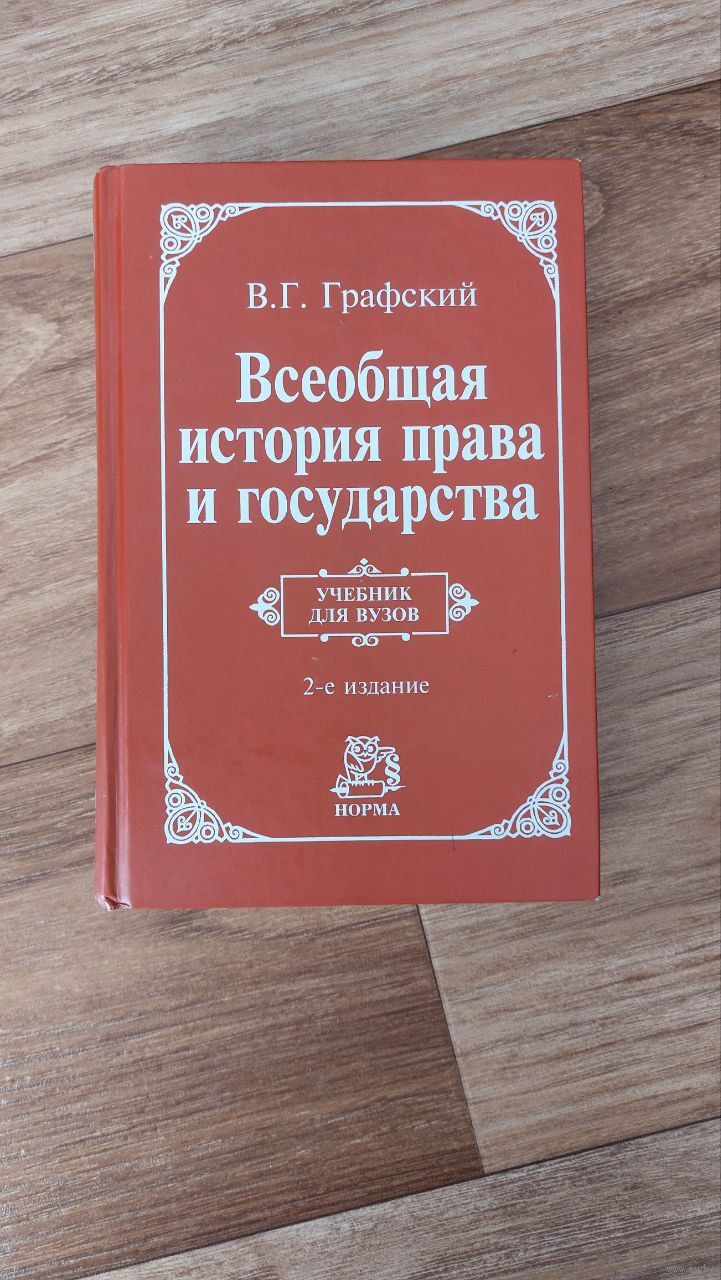 В.Г. Графский
Всеобщая
история права
и государства
УЧЕБНИК
ДЛЯ ВУЗОВ
2-е издание
§
НОРМА